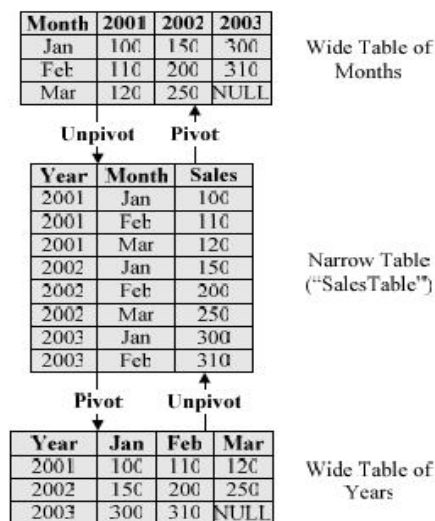 Month 2001 2002 2003
Jan 100 150 300
Feb 110 200 310
Mar 120 250 NULL
Wide Table of
Months
Unpivot Pivot
Year Month Sales
2001 Jan 100
2001 Feb 110
2001 Mar 120
2002 Jan 150
2002 Feb 200
2002 Mar 250
2003 Jan 300
2003 Feb 310
Narrow Table
("SalesTable")
Pivot Unpivot
Year Jan Feb Mar
2001 100 110 120
2002 150 200 250
2003 300 310 NULL
Wide Table of
Years